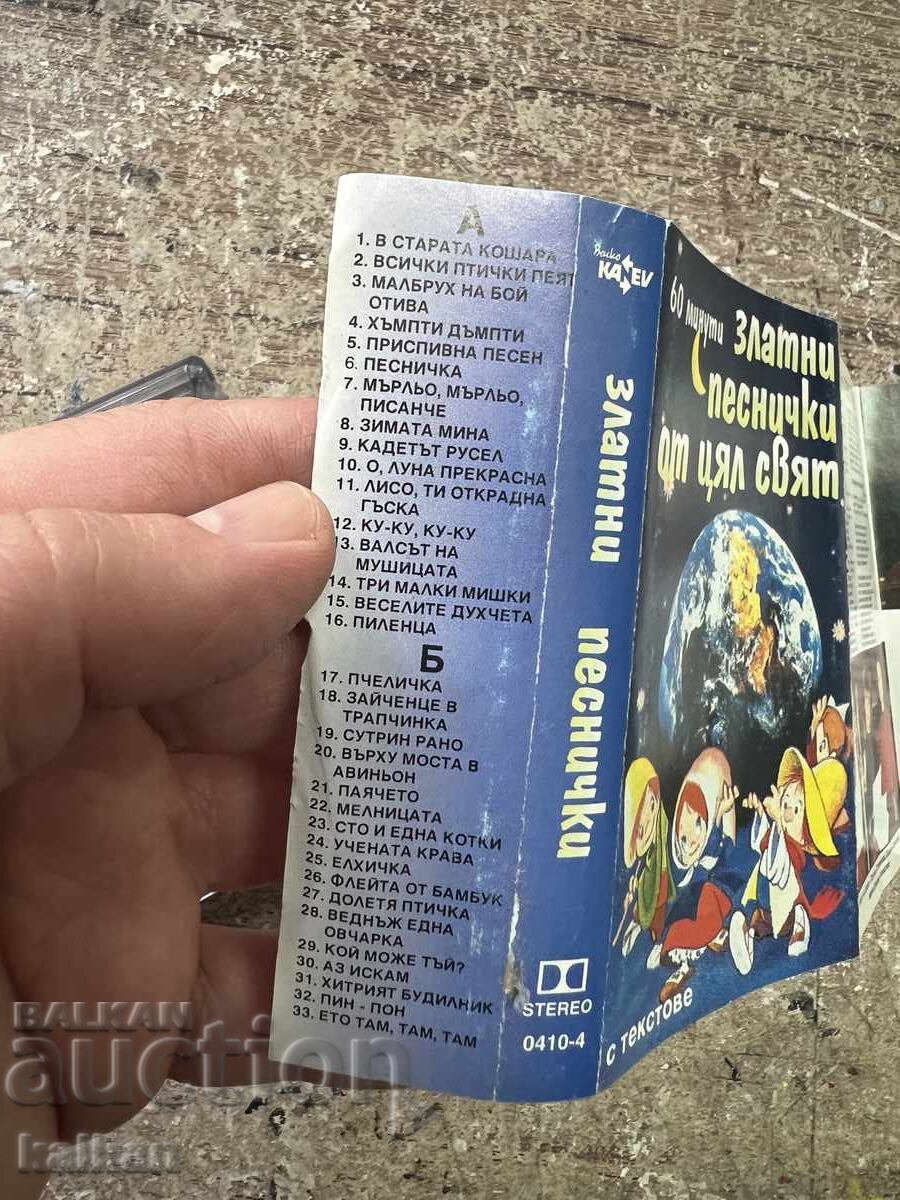 А
1. В СТАРАТА КОШАРА
2. ВСИЧКИ ПТИЧКИ ПЕЯТ
3. МАЛБРУХ НА БОЙ
ОТИВА
4. ХЪМПТИ ДЪМПТИ
5. ПРИСПИВНА ПЕСЕН
6. ПЕСНИЧКА
7. МЪРЛЬО, МЪРЛЬО,
ПИСАНЧЕ
8. ЗИМАТА МИНА
9. КАДЕТЪТ РУСЕЛ
10. О, ЛУНА ПРЕКРАСНА
11. ЛИСО, ТИ ОТКРАДНА
ГЪСКА
12. КУ-КУ, КУ-КУ
13. ВАЛСЪТ НА
МУШИЦАТА
14. ТРИ МАЛКИ МИШКИ
15. ВЕСЕЛИТЕ ДУХЧЕТА
16. ПИЛЕНЦА
Б
17. ПЧЕЛИЧКА
18. ЗАЙЧЕНЦЕ В
ТРАПЧИНКА
19. СУТРИН РАНО
20. ВЪРХУ МОСТА В
АВИНЬОН
21. ПАЯЧЕТО
22. МЕЛНИЦАТА
23. СТО И ЕДНА КОТКИ
24. УЧЕНАТА КРАВА
25. ЕЛХИЧКА
26. ФЛЕЙТА ОТ БАМБУК
27. ДОЛЕТЯ ПТИЧКА
28. ВЕДНЪЖ ЕДНА
ОВЧАРКА
29. КОЙ МОЖЕ ТЪЙ?
30. АЗ ИСКАМ
31. ХИТРИЯТ БУДИЛНИК
32. ПИН - ПОН
33. ЕТО ТАМ, ТАМ, ТАМ
златни песнички
STEREO
0410-4
60 минути
златни
песнички
от цял свят
с текстове
BALKAN
auction
kalkan